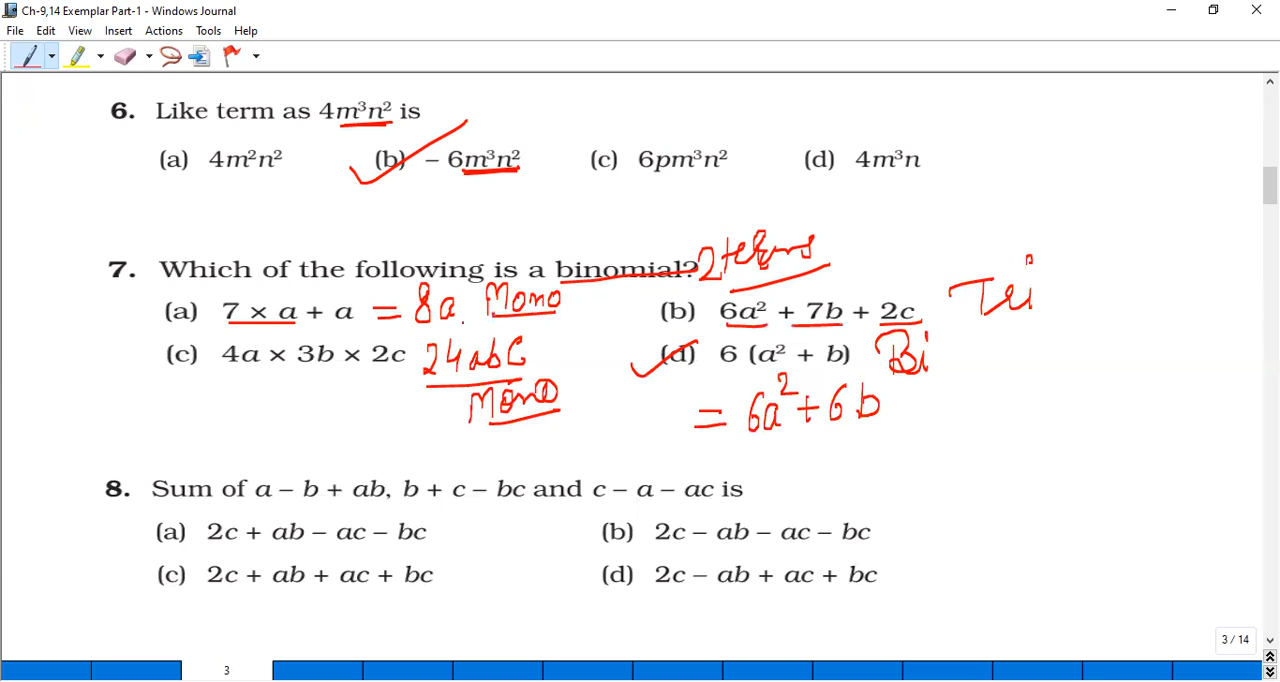 Ch-9,14 Exemplar Part-1 - Windows Journal
File Edit View Insert Actions Tools Help
6. Like term as 4m³n² is
(a) 4m²n² (b) – 6m³n² (c) 6pm³n² (d) 4m³n
7. Which of the following is a binomial? 2 terms
(a) 7 × a + a = 8a. Mono (b) 6a² + 7b + 2c Tri
(c) 4a × 3b × 2c 24abc Mono (d) 6 (a² + b) Bi
= 6a² + 6b
8. Sum of a – b + ab, b + c – bc and c – a – ac is
(a) 2c + ab – ac – bc (b) 2c – ab – ac – bc
(c) 2c + ab + ac + bc (d) 2c – ab + ac + bc
3 / 14
3